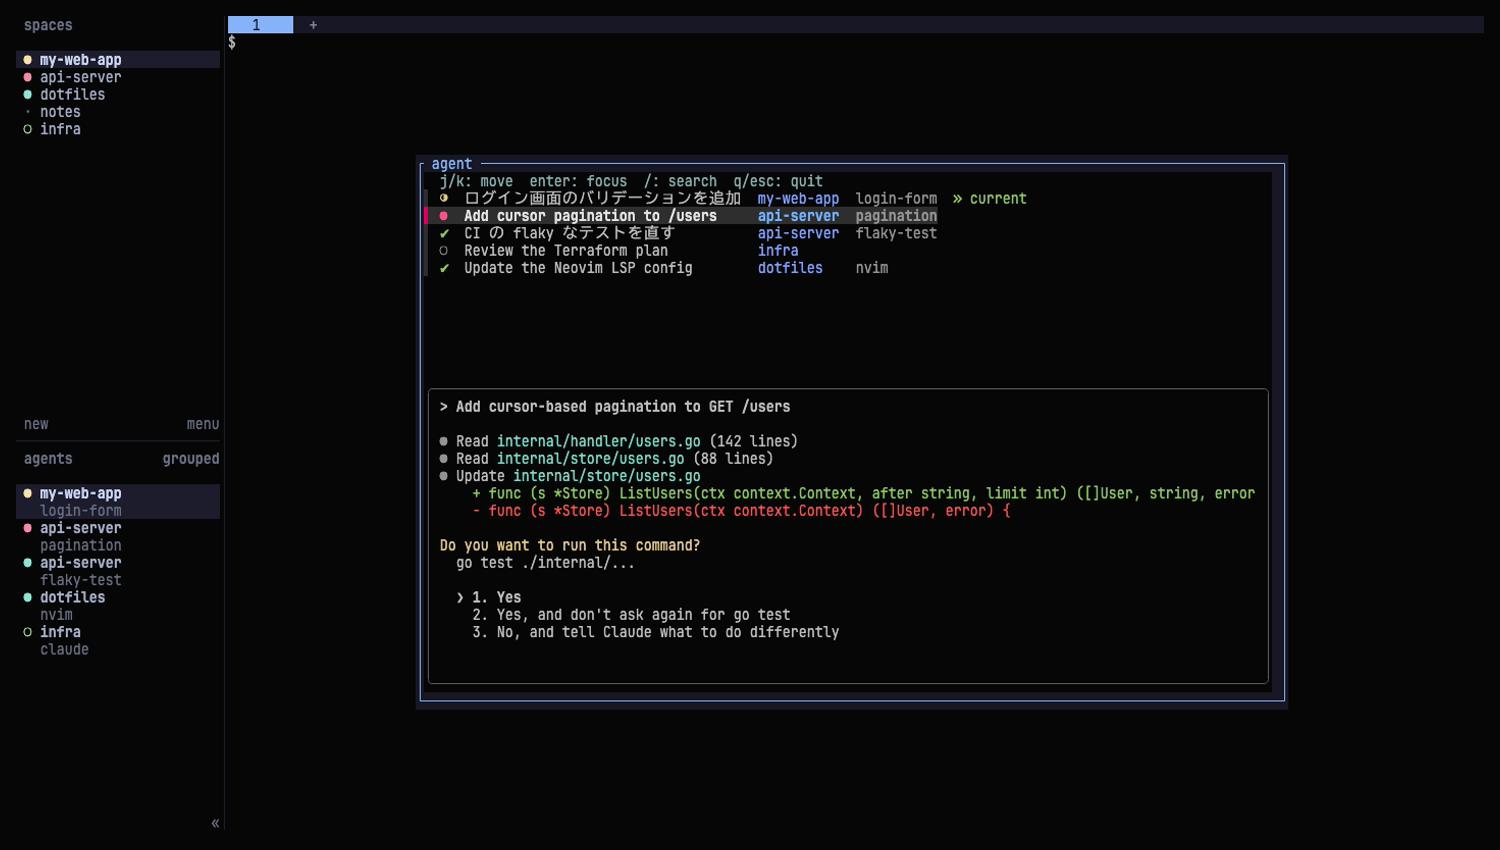 spaces
my-web-app
api-server
dotfiles
notes
infra
new menu
agents grouped
my-web-app
login-form
api-server
pagination
api-server
flaky-test
dotfiles
nvim
infra
claude
«
1 +
$
agent
j/k: move enter: focus /: search q/esc: quit
ログイン画面のバリデーションを追加 my-web-app login-form » current
Add cursor pagination to /users api-server pagination
✔ CI の flaky なテストを直す api-server flaky-test
Review the Terraform plan infra
✔ Update the Neovim LSP config dotfiles nvim
> Add cursor-based pagination to GET /users
● Read internal/handler/users.go (142 lines)
● Read internal/store/users.go (88 lines)
● Update internal/store/users.go
+ func (s *Store) ListUsers(ctx context.Context, after string, limit int) ([]User, string, error
- func (s *Store) ListUsers(ctx context.Context) ([]User, error) {
Do you want to run this command?
go test ./internal/...
❯ 1. Yes
2. Yes, and don't ask again for go test
3. No, and tell Claude what to do differently